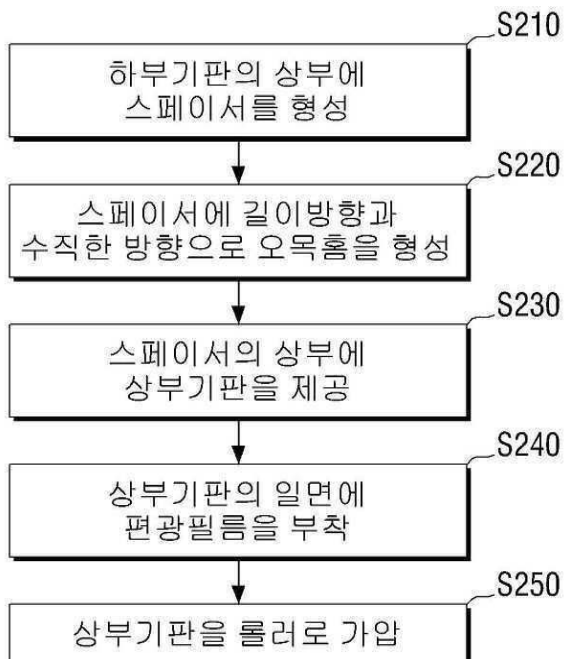 S210
하부기판의 상부에
스페이서를 형성
S220
스페이서에 길이방향과
수직한 방향으로 오목홈을 형성
S230
스페이서의 상부에
상부기판을 제공
S240
상부기판의 일면에
편광필름을 부착
S250
상부기판을 롤러로 가압